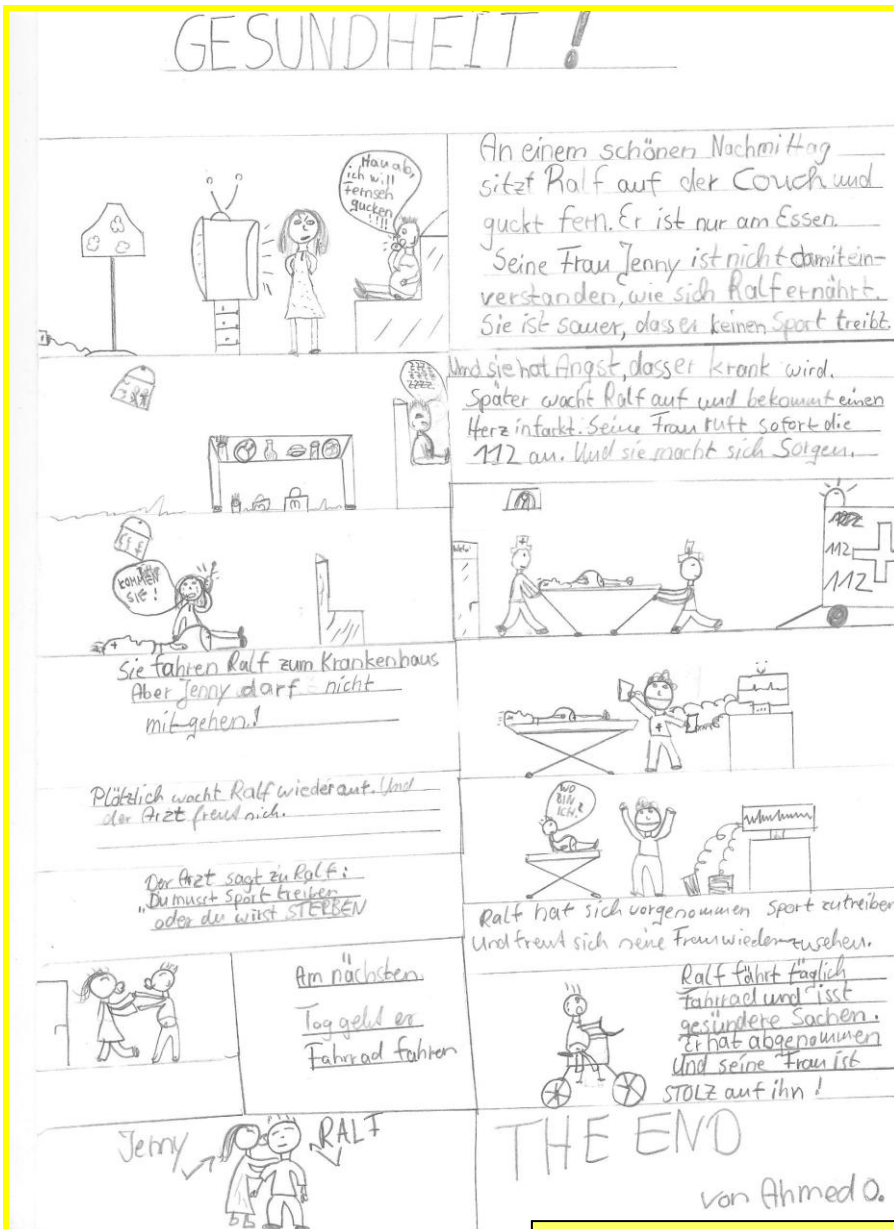 GESUNDHEIT!
Hau ab,
ich will
Fernseh
gucken
!!!!
An einem schönen Nachmittag
sitzt Ralf auf der Couch und
guckt fern. Er ist nur am Essen.
Seine Frau Jenny ist nicht damit ein-
verstanden, wie sich Ralf ernährt.
Sie ist sauer, dass er keinen Sport treibt.
Und sie hat Angst, dass er krank wird.
Später wacht Ralf auf und bekommt einen
Herzinfarkt. Seine Frau ruft sofort die
112 an. Und sie macht sich Sorgen.
KOMMEN
SIE!
112
112
Sie fahren Ralf zum Krankenhaus
Aber Jenny darf nicht
mit gehen!
Plötzlich wacht Ralf wieder auf. Und
der Arzt freut sich.
WO
BIN
ICH?
Der Arzt sagt zu Ralf:
"Du musst Sport treiben
oder du wirst STERBEN
Ralf hat sich vorgenommen Sport zutreiben
Und freut sich seine Frau wieder zusehen.
Am nächsten
Tag geht er
Fahrrad fahren
Ralf fährt täglich
Fahrrad und isst
gesündere Sachen.
Er hat abgenommen
Und seine Frau ist
STOLZ auf ihn!
Jenny
RALF
THE END
von Ahmed O.